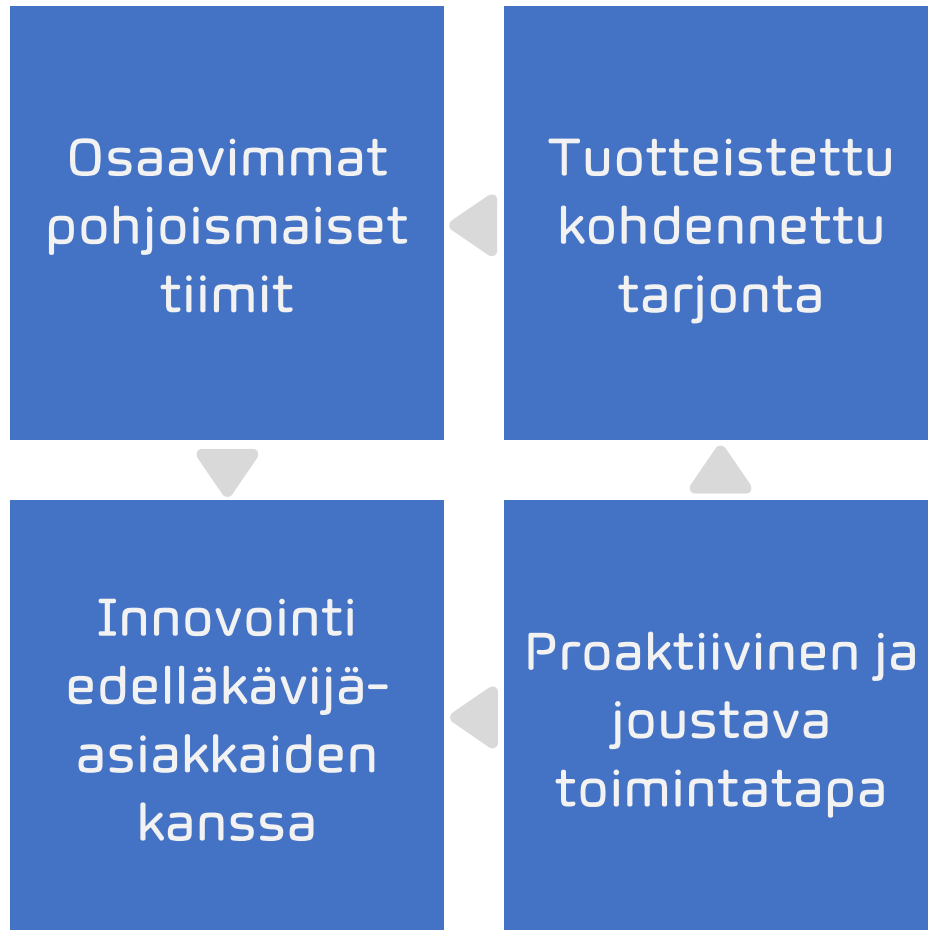 Osaavimmat
pohjoismaiset
tiimit
Tuotteistettu
kohdennettu
tarjonta
Innovointi
edelläkävijä-
asiakkaiden
kanssa
Proaktiivinen ja
joustava
toimintatapa